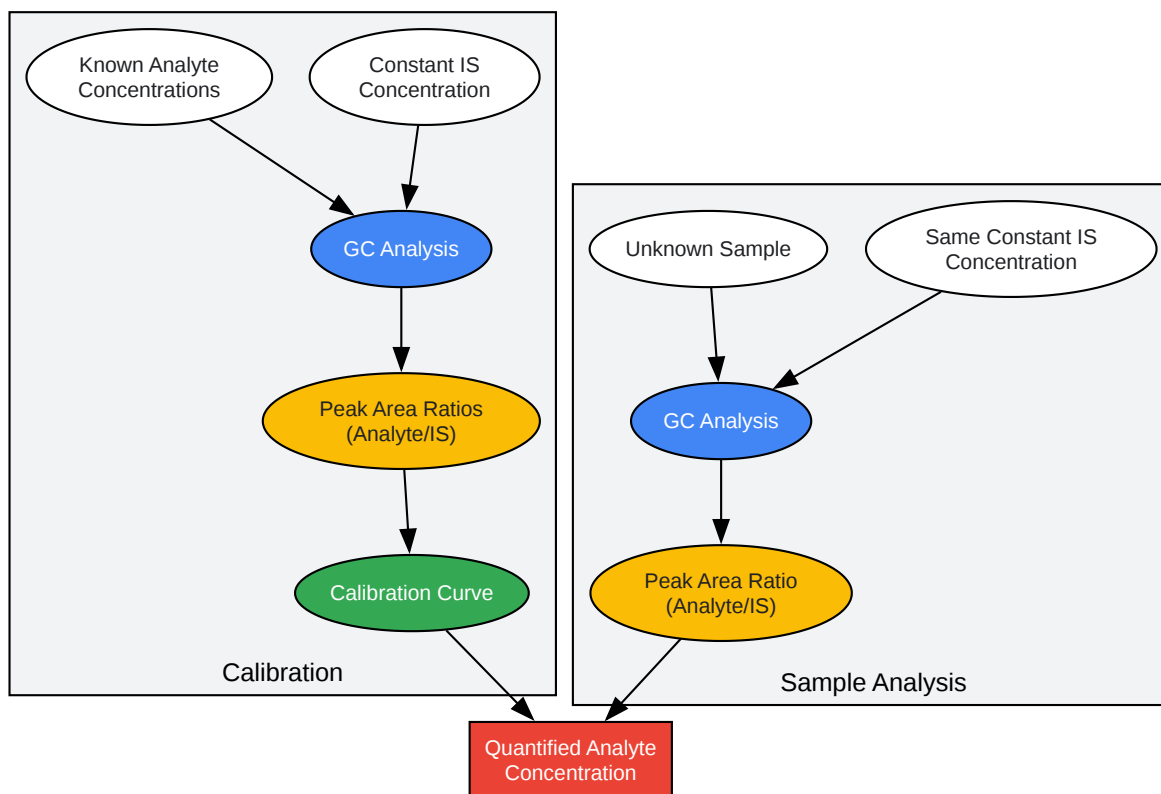 Known Analyte
Concentrations
Constant IS
Concentration
GC Analysis
Peak Area Ratios
(Analyte/IS)
Calibration Curve
Calibration
Unknown Sample
Same Constant IS
Concentration
GC Analysis
Peak Area Ratio
(Analyte/IS)
Sample Analysis
Quantified Analyte
Concentration